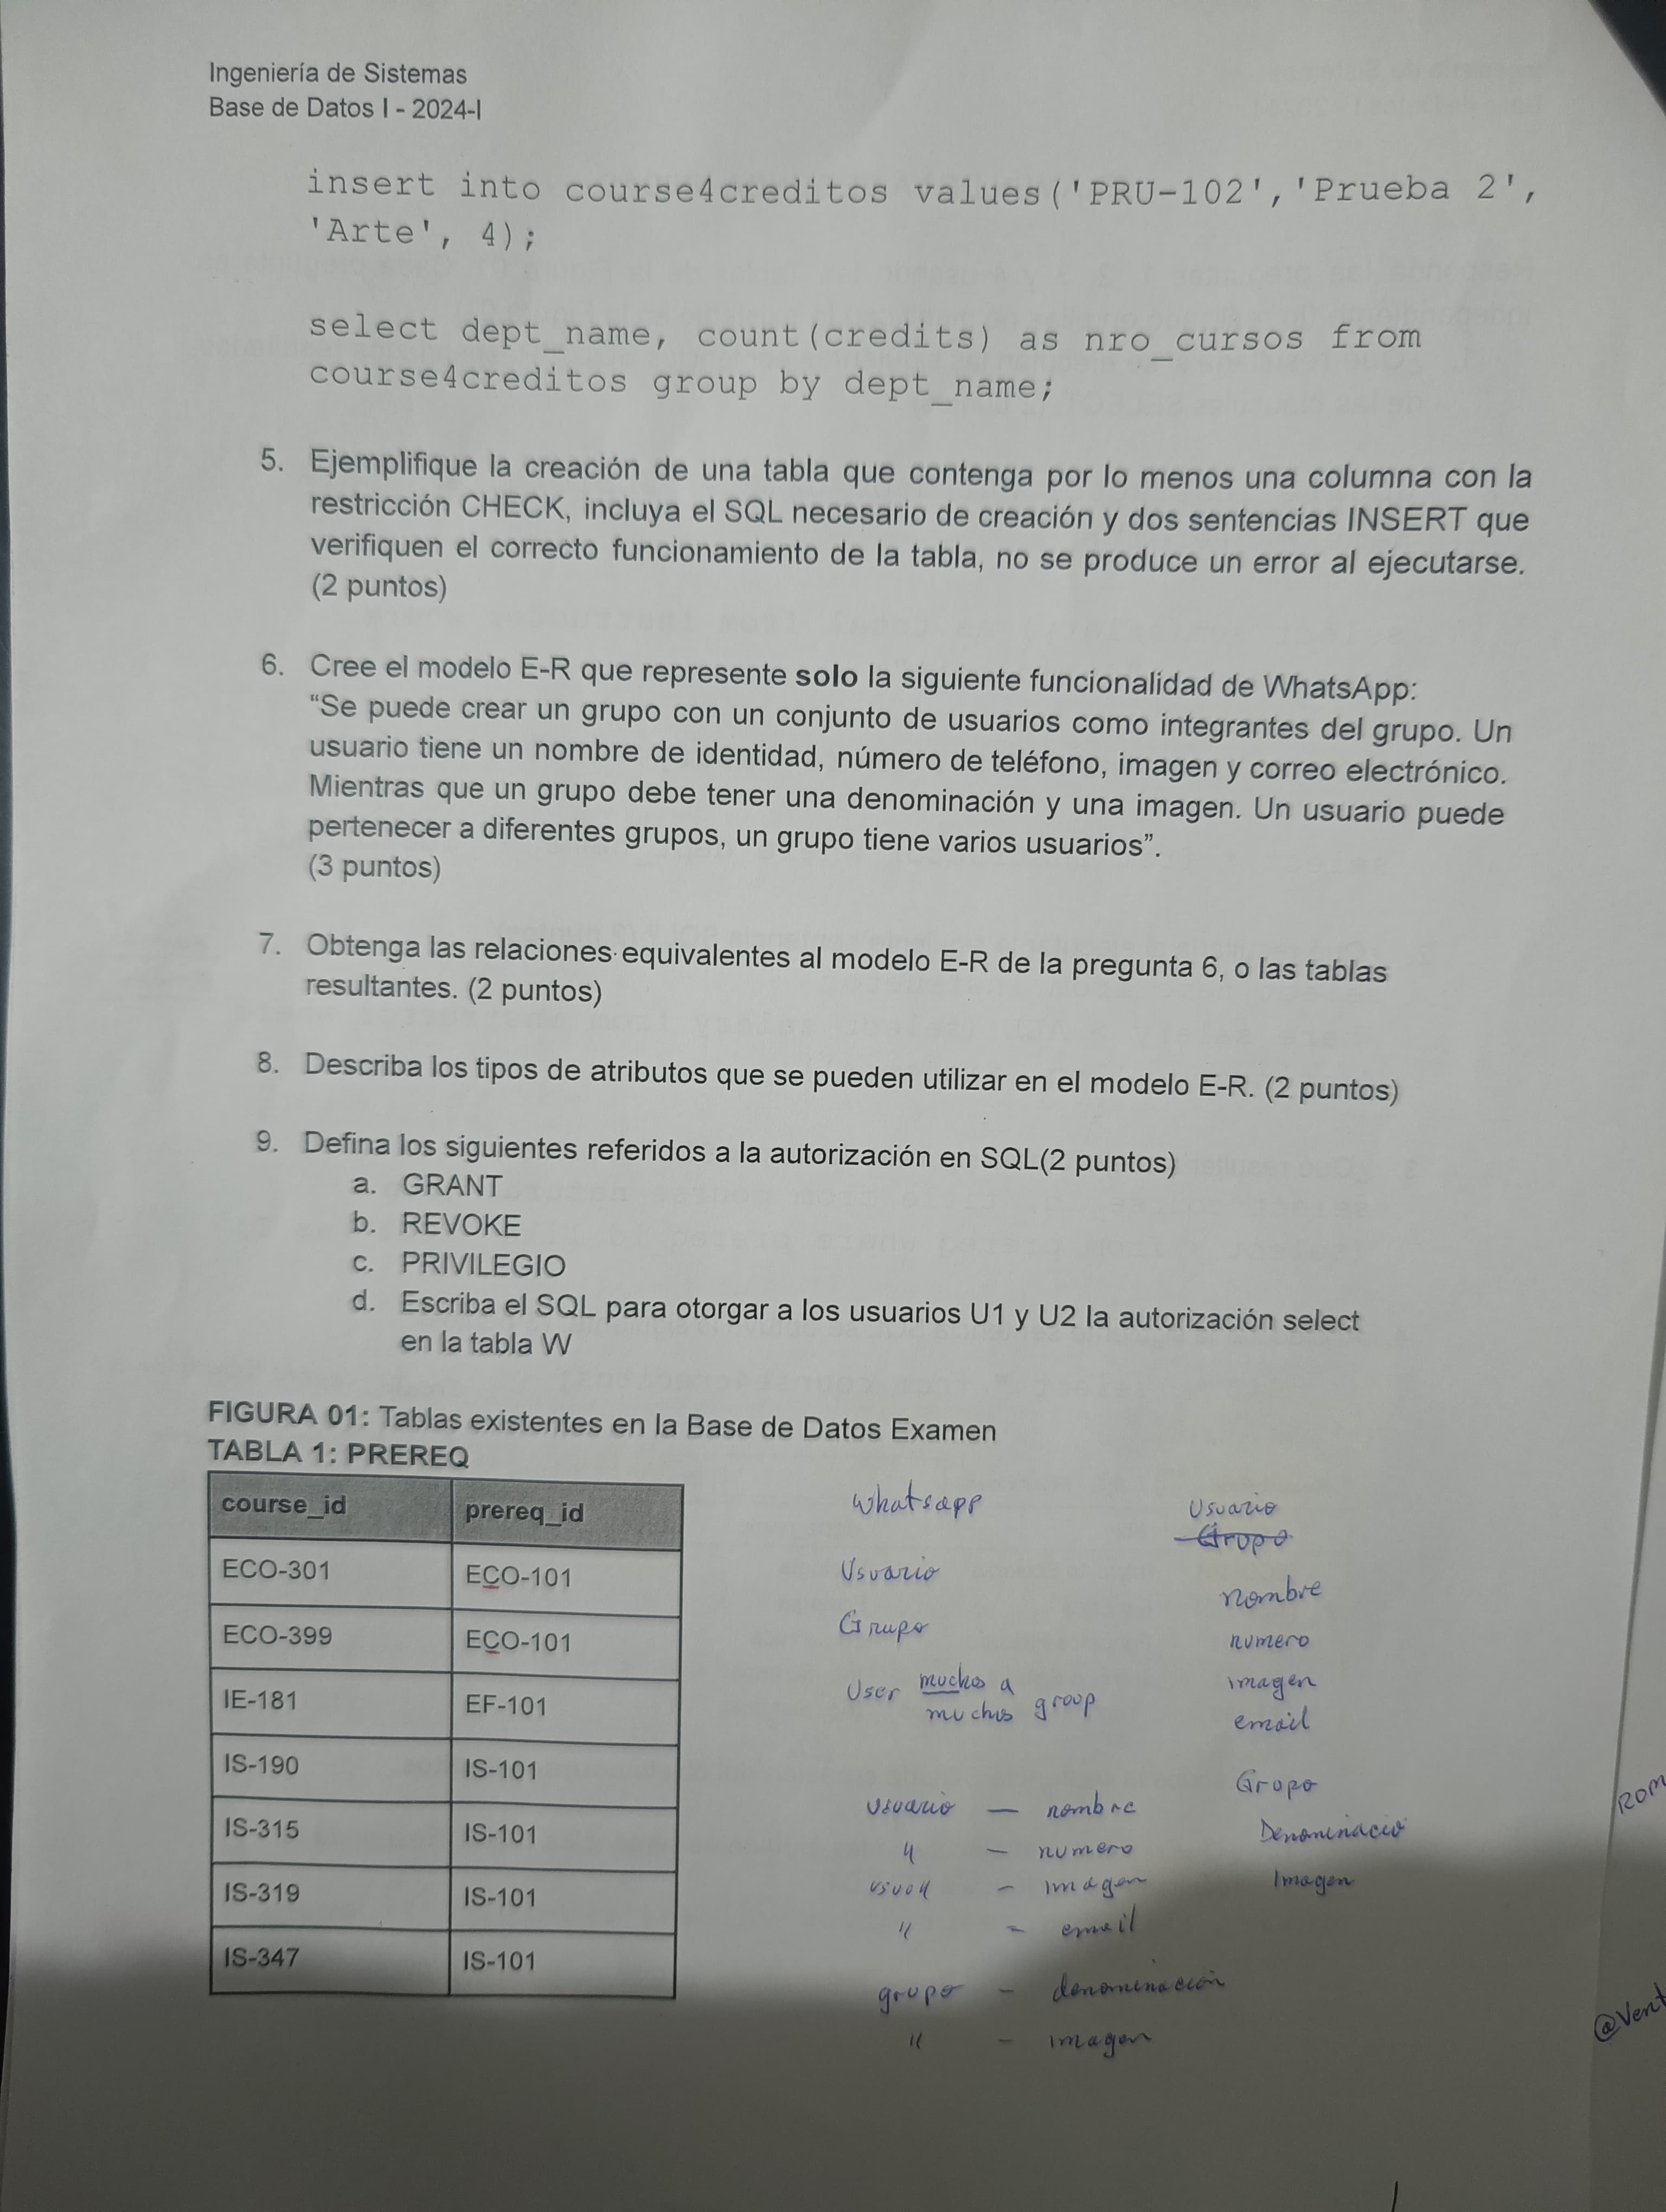 Ingeniería de Sistemas
Base de Datos I - 2024-I
insert into course4creditos values('PRU-102','Prueba 2',
'Arte', 4);
select dept_name, count(credits) as nro_cursos from
course4creditos group by dept_name;
5. Ejemplifique la creación de una tabla que contenga por lo menos una columna con la
restricción CHECK, incluya el SQL necesario de creación y dos sentencias INSERT que
verifiquen el correcto funcionamiento de la tabla, no se produce un error al ejecutarse.
(2 puntos)
6. Cree el modelo E-R que represente solo la siguiente funcionalidad de WhatsApp:
“Se puede crear un grupo con un conjunto de usuarios como integrantes del grupo. Un
usuario tiene un nombre de identidad, número de teléfono, imagen y correo electrónico.
Mientras que un grupo debe tener una denominación y una imagen. Un usuario puede
pertenecer a diferentes grupos, un grupo tiene varios usuarios”.
(3 puntos)
7. Obtenga las relaciones equivalentes al modelo E-R de la pregunta 6, o las tablas
resultantes. (2 puntos)
8. Describa los tipos de atributos que se pueden utilizar en el modelo E-R. (2 puntos)
9. Defina los siguientes referidos a la autorización en SQL(2 puntos)
a. GRANT
b. REVOKE
c. PRIVILEGIO
d. Escriba el SQL para otorgar a los usuarios U1 y U2 la autorización select
en la tabla W
FIGURA 01: Tablas existentes en la Base de Datos Examen
TABLA 1: PREREQ
course_id prereq_id
ECO-301 ECO-101
ECO-399 ECO-101
IE-181 EF-101
IS-190 IS-101
IS-315 IS-101
IS-319 IS-101
IS-347 IS-101
Whatsapp
Usuario
Grupo
User muchos a
muchos group
usuario — nombre
" — numero
- imagen
" = email
grupo - denominación
" - imagen
Usuario
Grupo
nombre
numero
imagen
email
Grupo
Denominació
Imagen
@Vent